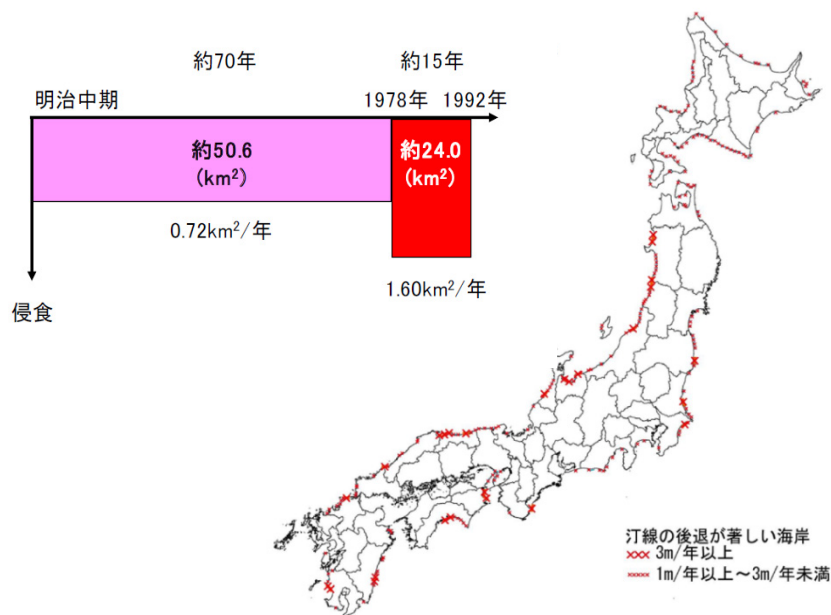 約70年
約15年
明治中期
1978年
1992年
約50.6
(km²)
約24.0
(km²)
0.72km²/年
1.60km²/年
侵食
汀線の後退が著しい海岸
3m/年以上
1m/年以上～3m/年未満